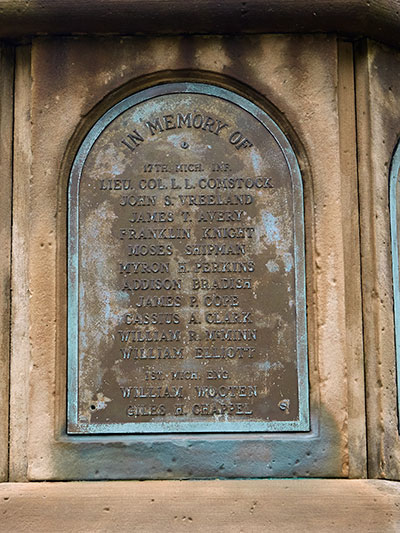 IN MEMORY OF
17TH. MICH. INF.
LIEU. COL. L. L. COMSTOCK
JOHN S. VREELAND
JAMES T. AVERY
FRANKLIN KNIGHT
MOSES SHIPMAN
MYRON H. PERKINS
ADDISON BRADISH
JAMES P. COPE
CASSIUS A. CLARK
WILLIAM R. McMINN
WILLIAM ELLIOTT
1ST. MICH. ENG.
WILLIAM WOOTEN
GILES H. CHAPPEL